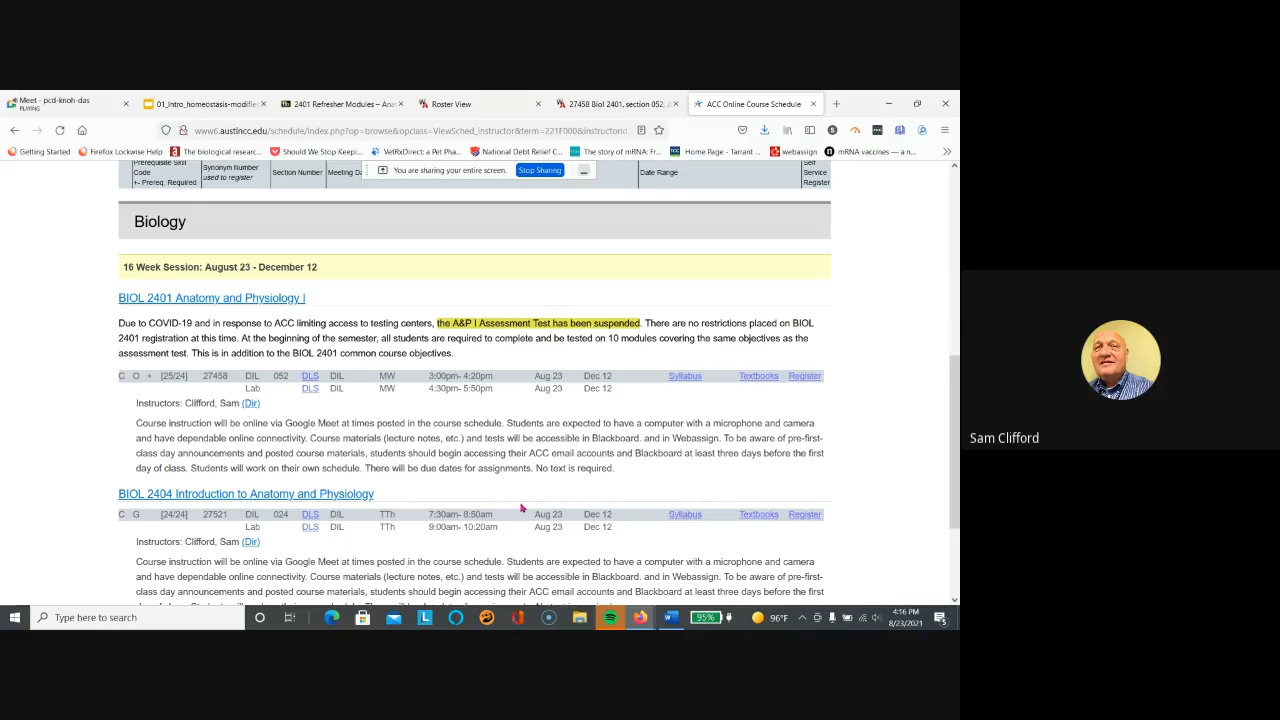 Meet - pcd-knoh-das
PLAYING
01_Intro_homeostasis-modifie
2401 Refresher Modules – Ana
Roster View
27458 Biol 2401, section 052, 2
ACC Online Course Schedule
www6.austincc.edu/schedule/index.php?op=browse&opclass=ViewSched_instructor&term=221F000&instructorid
Getting Started
Firefox Lockwise Help
The biological researc...
Should We Stop Keepi...
VetRxDirect: a Pet Pha...
National Debt Relief C...
The story of mRNA: Fr...
Home Page - Tarrant ...
webassign
mRNA vaccines — a n...
Prerequisite Skill
Code
+- Prereq. Required
Synonym Number
used to register
Section Number
Meeting Da
You are sharing your entire screen.
Stop Sharing
Date Range
Self
Service
Register
Biology
16 Week Session: August 23 - December 12
BIOL 2401 Anatomy and Physiology I
Due to COVID-19 and in response to ACC limiting access to testing centers, the A&P I Assessment Test has been suspended. There are no restrictions placed on BIOL
2401 registration at this time. At the beginning of the semester, all students are required to complete and be tested on 10 modules covering the same objectives as the
assessment test. This is in addition to the BIOL 2401 common course objectives.
C O + [25/24] 27458 DIL 052 DLS DIL MW 3:00pm- 4:20pm Aug 23 Dec 12 Syllabus Textbooks Register
Lab DLS DIL MW 4:30pm- 5:50pm Aug 23 Dec 12
Instructors: Clifford, Sam (Dir)
Course instruction will be online via Google Meet at times posted in the course schedule. Students are expected to have a computer with a microphone and camera
and have dependable online connectivity. Course materials (lecture notes, etc.) and tests will be accessible in Blackboard. and in Webassign. To be aware of pre-first-
class day announcements and posted course materials, students should begin accessing their ACC email accounts and Blackboard at least three days before the first
day of class. Students will work on their own schedule. There will be due dates for assignments. No text is required.
BIOL 2404 Introduction to Anatomy and Physiology
C G [24/24] 27521 DIL 024 DLS DIL TTh 7:30am- 8:50am Aug 23 Dec 12 Syllabus Textbooks Register
Lab DLS DIL TTh 9:00am- 10:20am Aug 23 Dec 12
Instructors: Clifford, Sam (Dir)
Course instruction will be online via Google Meet at times posted in the course schedule. Students are expected to have a computer with a microphone and camera
and have dependable online connectivity. Course materials (lecture notes, etc.) and tests will be accessible in Blackboard. and in Webassign. To be aware of pre-first-
class day announcements and posted course materials, students should begin accessing their ACC email accounts and Blackboard at least three days before the first
Type here to search
95%
96°F
4:16 PM
8/23/2021
Sam Clifford